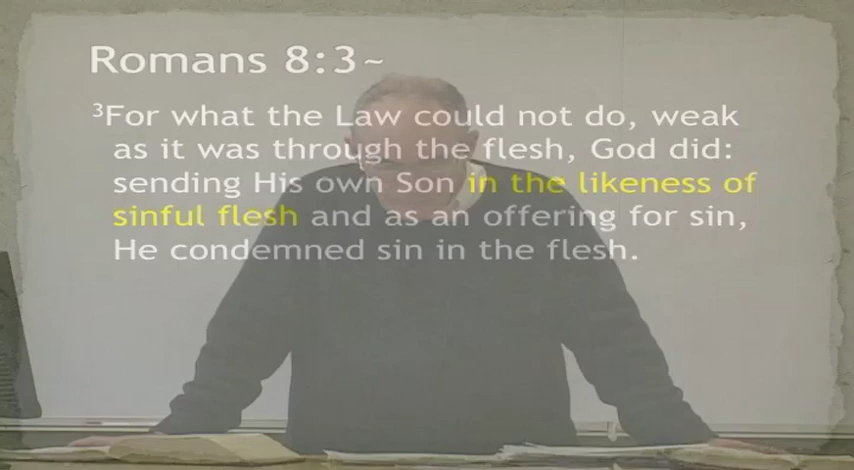 Romans 8:3~
³For what the Law could not do, weak
as it was through the flesh, God did:
sending His own Son in the likeness of
sinful flesh and as an offering for sin,
He condemned sin in the flesh.